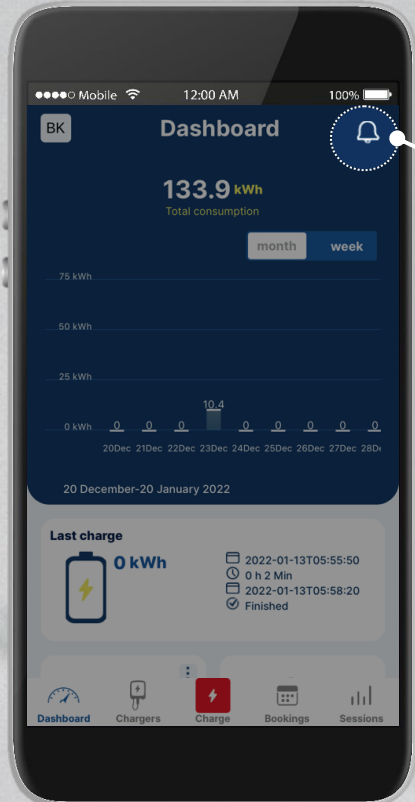 Mobile 12:00 AM 100%
BK Dashboard
133.9 kWh
Total consumption
month week
75 kWh
50 kWh
25 kWh
10.4
0 kWh 0 0 0 0 0 0 0 0
20Dec 21Dec 22Dec 23Dec 24Dec 25Dec 26Dec 27Dec 28De
20 December-20 January 2022
Last charge
0 kWh
2022-01-13T05:55:50
0 h 2 Min
2022-01-13T05:58:20
Finished
Dashboard Chargers Charge Bookings Sessions